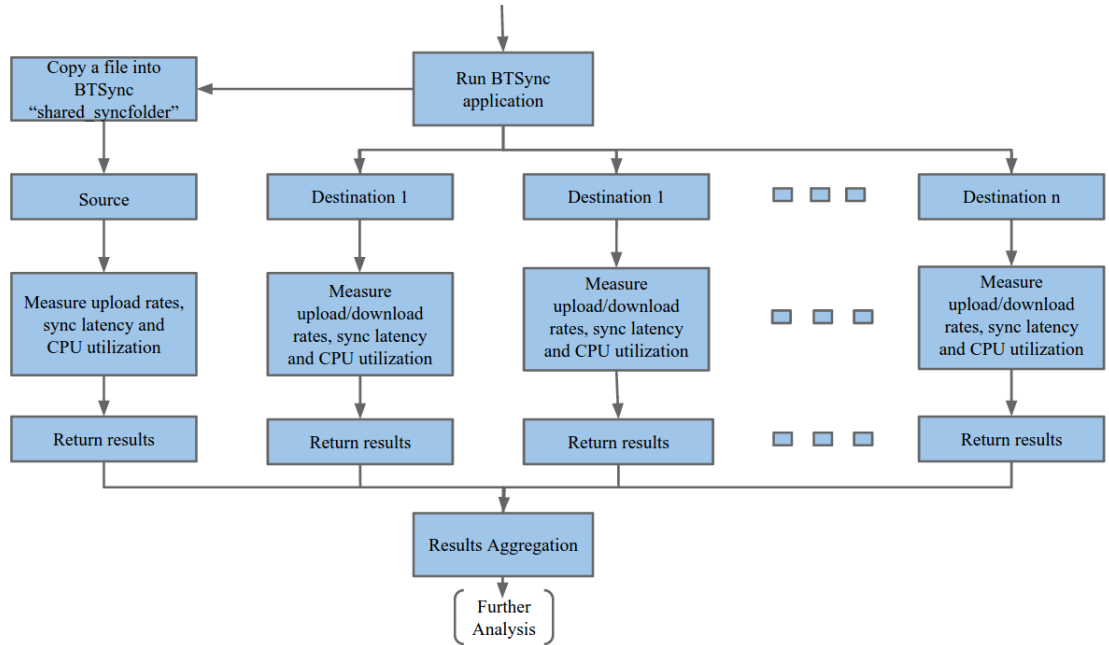 Copy a file into
BTSync
“shared_syncfolder”
Run BTSync
application
Source
Destination 1
Destination 1
Destination n
Measure upload rates,
sync latency and
CPU utilization
Measure
upload/download
rates, sync latency
and CPU utilization
Measure
upload/download
rates, sync latency
and CPU utilization
Measure
upload/download
rates, sync latency
and CPU utilization
Return results
Return results
Return results
Return results
Results Aggregation
Further
Analysis